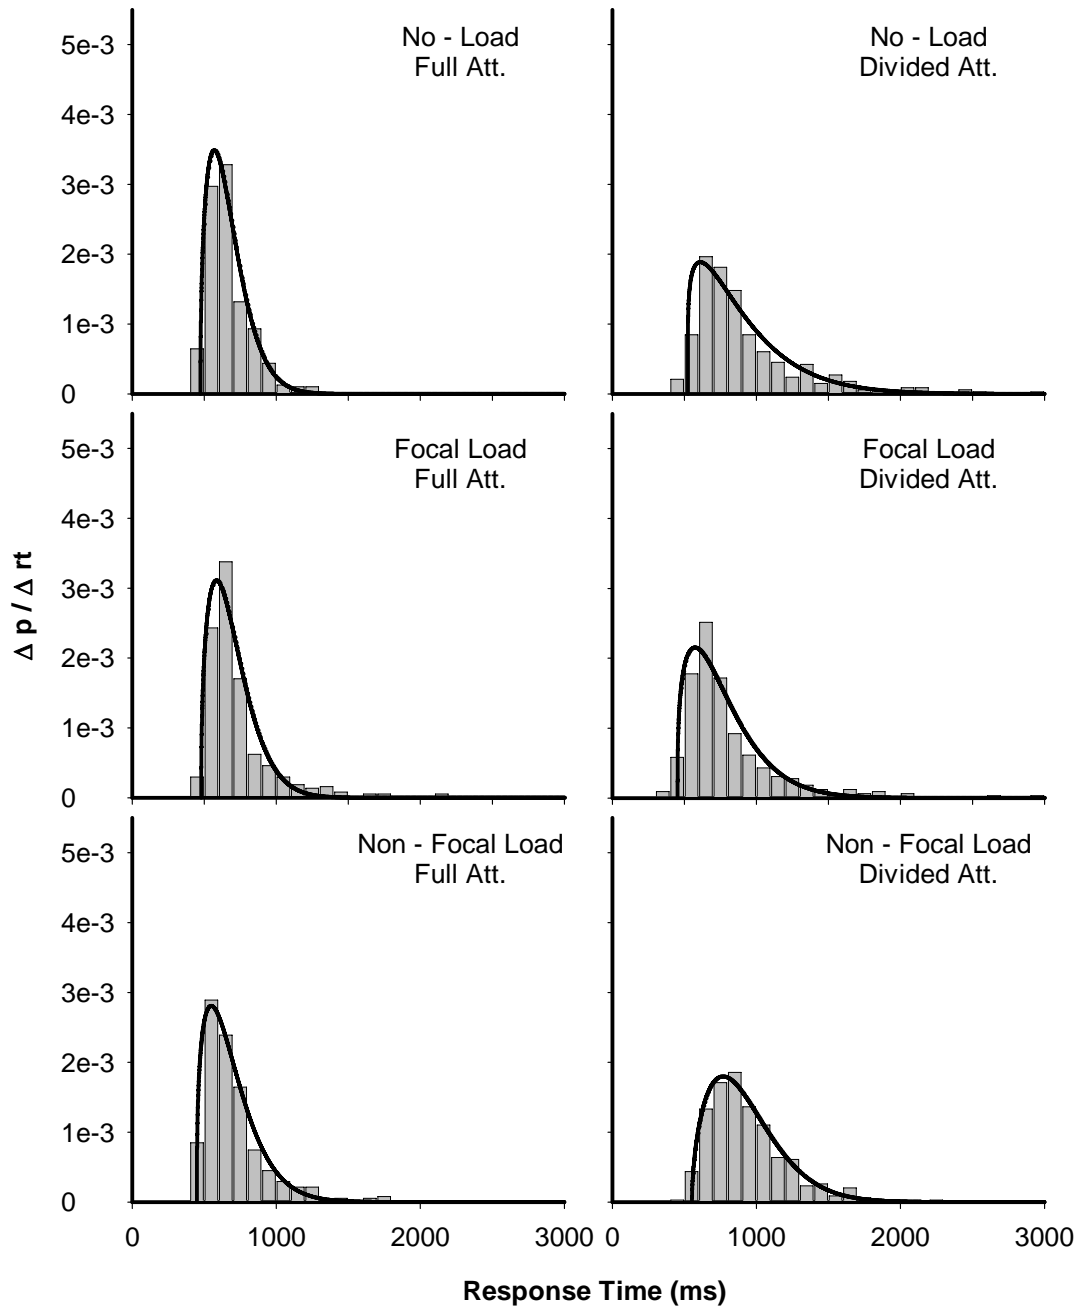 No - Load
Full Att.
No - Load
Divided Att.
5e-3
4e-3
3e-3
2e-3
1e-3
0
Focal Load
Full Att.
Focal Load
Divided Att.
5e-3
4e-3
3e-3
2e-3
1e-3
0
Δ p / Δ rt
Non - Focal Load
Full Att.
Non - Focal Load
Divided Att.
5e-3
4e-3
3e-3
2e-3
1e-3
0
0 1000 2000 3000 0 1000 2000 3000
Response Time (ms)